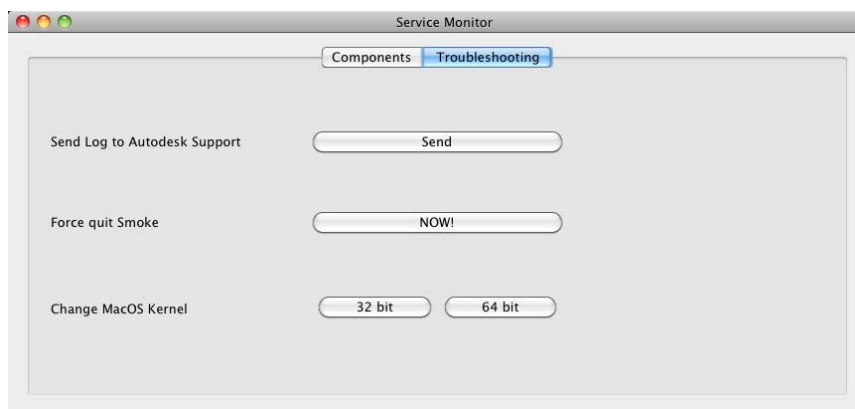 Service Monitor
Components Troubleshooting
Send Log to Autodesk Support Send
Force quit Smoke NOW!
Change MacOS Kernel 32 bit 64 bit